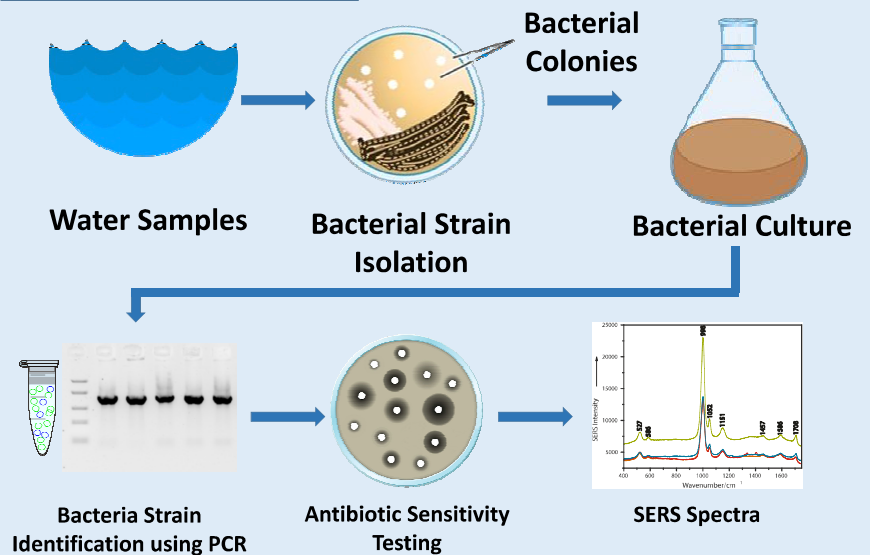 Bacterial
Colonies
Water Samples
Bacterial Strain
Isolation
Bacterial Culture
Bacteria Strain
Identification using PCR
Antibiotic Sensitivity
Testing
25000
20000
15000
10000
5000
SERS Intensity
527
586
998
1052
1151
1457
1586
1708
400 600 800 1000 1200 1400 1600
Wavenumber/cm
SERS Spectra